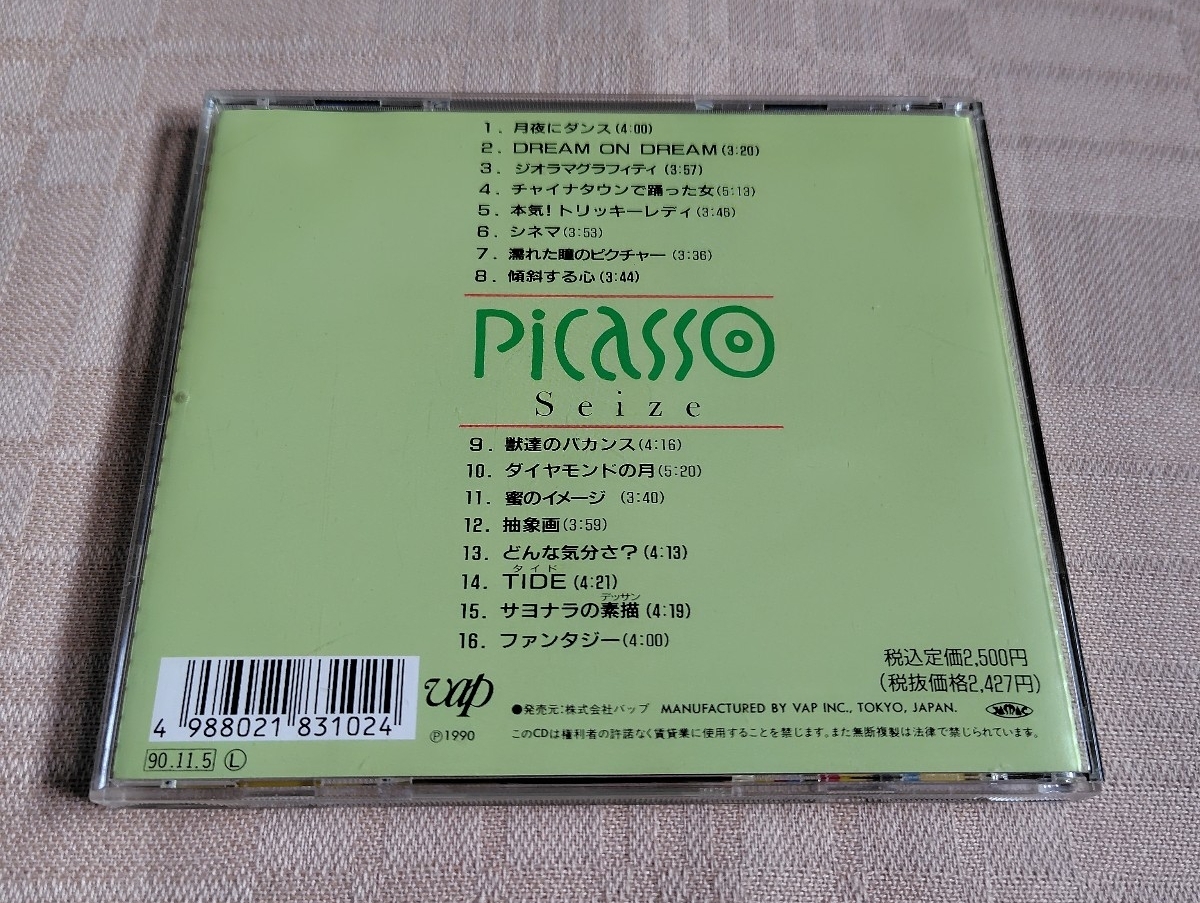 1. 月夜にダンス(4:00)
2. DREAM ON DREAM(3:20)
3. ジオラマグラフィティ(3:57)
4. チャイナタウンで踊った女(5:13)
5. 本気!トリッキーレディ(3:46)
6. シネマ(3:53)
7. 濡れた瞳のピクチャー(3:36)
8. 傾斜する心(3:44)
PiCASSO
Seize
9. 獣達のバカンス(4:16)
10. ダイヤモンドの月(5:20)
11. 蜜のイメージ(3:40)
12. 抽象画(3:59)
13. どんな気分さ?(4:13)
タイド
14. TIDE(4:21)
デッサン
15. サヨナラの素描(4:19)
16. ファンタジー(4:00)
税込定価2,500円
(税抜価格2,427円)
4 988021 831024
vap
Ⓟ1990
●発売元:株式会社バップ MANUFACTURED BY VAP INC., TOKYO, JAPAN.
JASRAC
このCDは権利者の許諾なく賃貸業に使用することを禁じます。また無断複製は法律で禁じられています。
90.11.5 Ⓛ